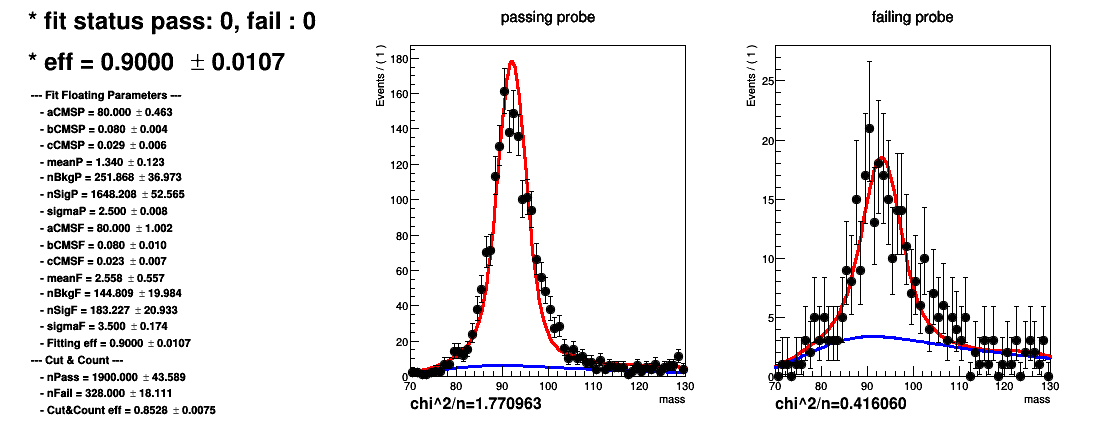 * fit status pass: 0, fail : 0
* eff = 0.9000 ± 0.0107
--- Fit Floating Parameters ---
- aCMSP = 80.000 ± 0.463
- bCMSP = 0.080 ± 0.004
- cCMSP = 0.029 ± 0.006
- meanP = 1.340 ± 0.123
- nBkgP = 251.868 ± 36.973
- nSigP = 1648.208 ± 52.565
- sigmaP = 2.500 ± 0.008
- aCMSF = 80.000 ± 1.002
- bCMSF = 0.080 ± 0.010
- cCMSF = 0.023 ± 0.007
- meanF = 2.558 ± 0.557
- nBkgF = 144.809 ± 19.984
- nSigF = 183.227 ± 20.933
- sigmaF = 3.500 ± 0.174
- Fitting eff = 0.9000 ± 0.0107
--- Cut & Count ---
- nPass = 1900.000 ± 43.589
- nFail = 328.000 ± 18.111
- Cut&Count eff = 0.8528 ± 0.0075
passing probe
Events / ( 1 )
180
160
140
120
100
80
60
40
20
0
70 80 90 100 110 120 130
mass
chi^2/n=1.770963
failing probe
Events / ( 1 )
25
20
15
10
5
0
70 80 90 100 110 120 130
mass
chi^2/n=0.416060